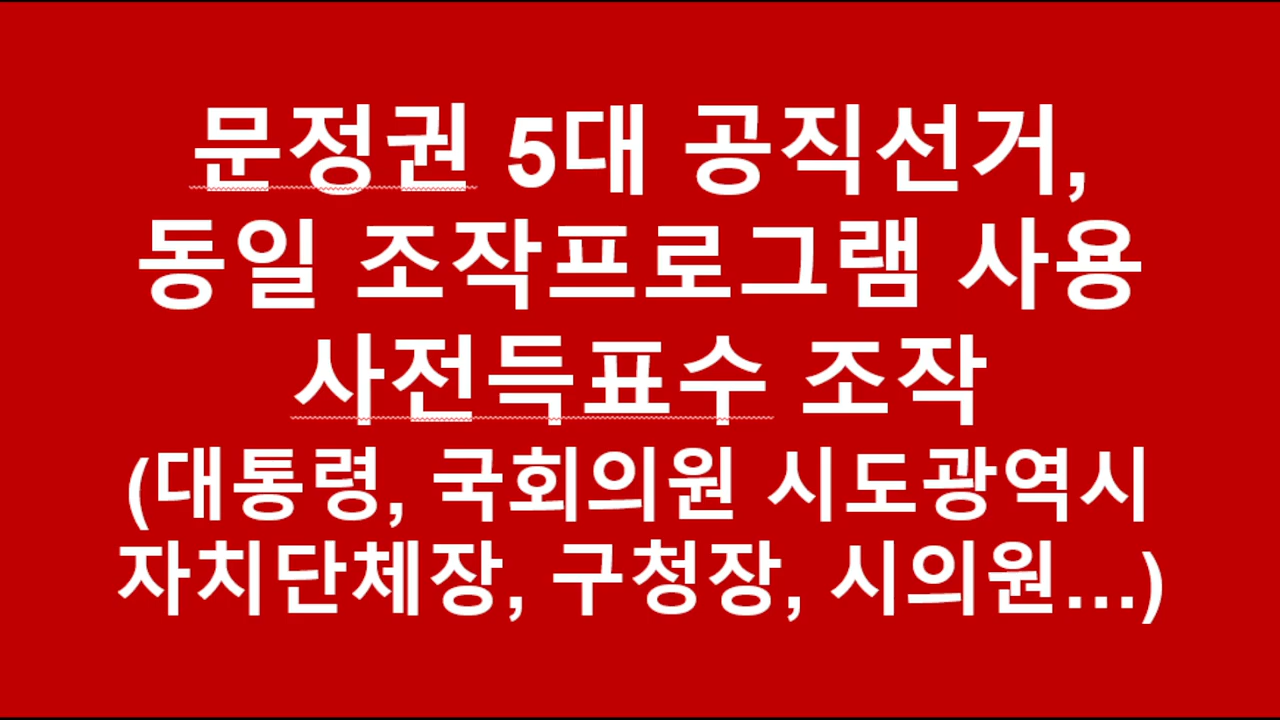 문정권 5대 공직선거,
동일 조작프로그램 사용
사전득표수 조작
(대통령, 국회의원 시도광역시
자치단체장, 구청장, 시의원...)